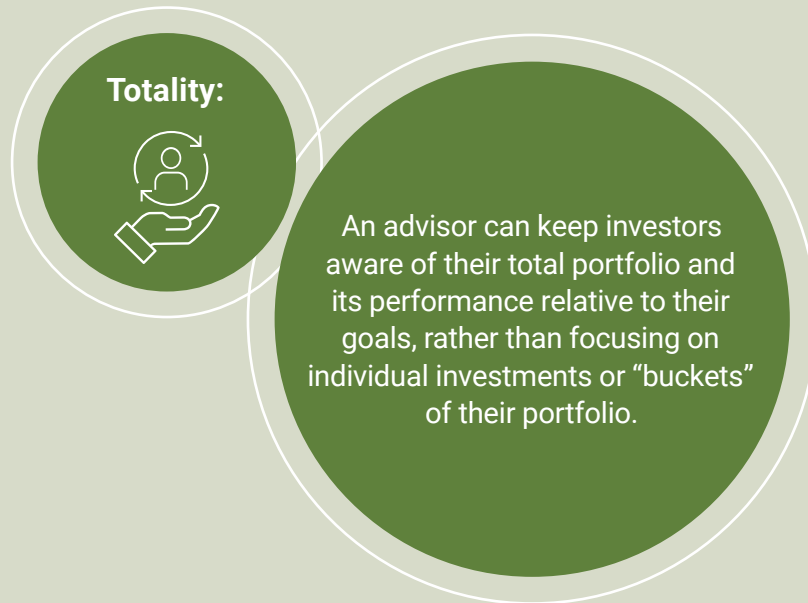 Totality:
An advisor can keep investors
aware of their total portfolio and
its performance relative to their
goals, rather than focusing on
individual investments or “buckets”
of their portfolio.